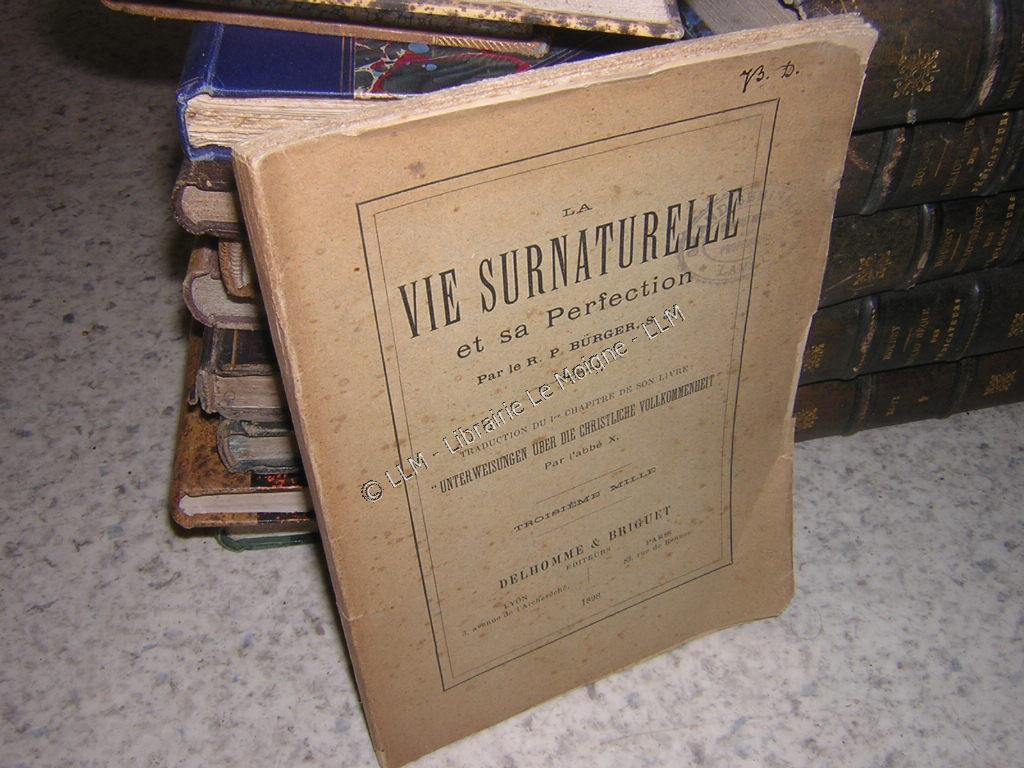 B. D.
LA
VIE SURNATURELLE
et sa Perfection
Par le R. P. BÜRGER, S.
TRADUCTION DU 1er CHAPITRE DE SON LIVRE:
"UNTERWEISUNGEN ÜBER DIE CHRISTLICHE VOLLKOMMENHEIT"
Par l'abbé X.
TROISIÈME MILLE
DELHOMME & BRIGUET
ÉDITEURS
LYON
3, avenue de l'Archevêché.
PARIS
rue de Rennes
1898
© LLM - Librairie Le Moigne - LLM